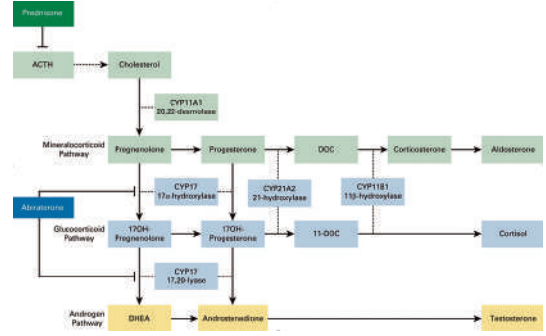 Prednisone
ACTH
Cholesterol
CYP11A1
20,22-desmolase
Mineralocorticoid
Pathway
Pregnenolone
Progesterone
DOC
Corticosterone
Aldosterone
CYP17
17α-hydroxylase
CYP21A2
21-hydroxylase
CYP11B1
11β-hydroxylase
Abiraterone
Glucocorticoid
Pathway
17OH-
Pregnenolone
17OH-
Progesterone
11-DOC
Cortisol
CYP17
17,20-lyase
Androgen
Pathway
DHEA
Androstenedione
Testosterone